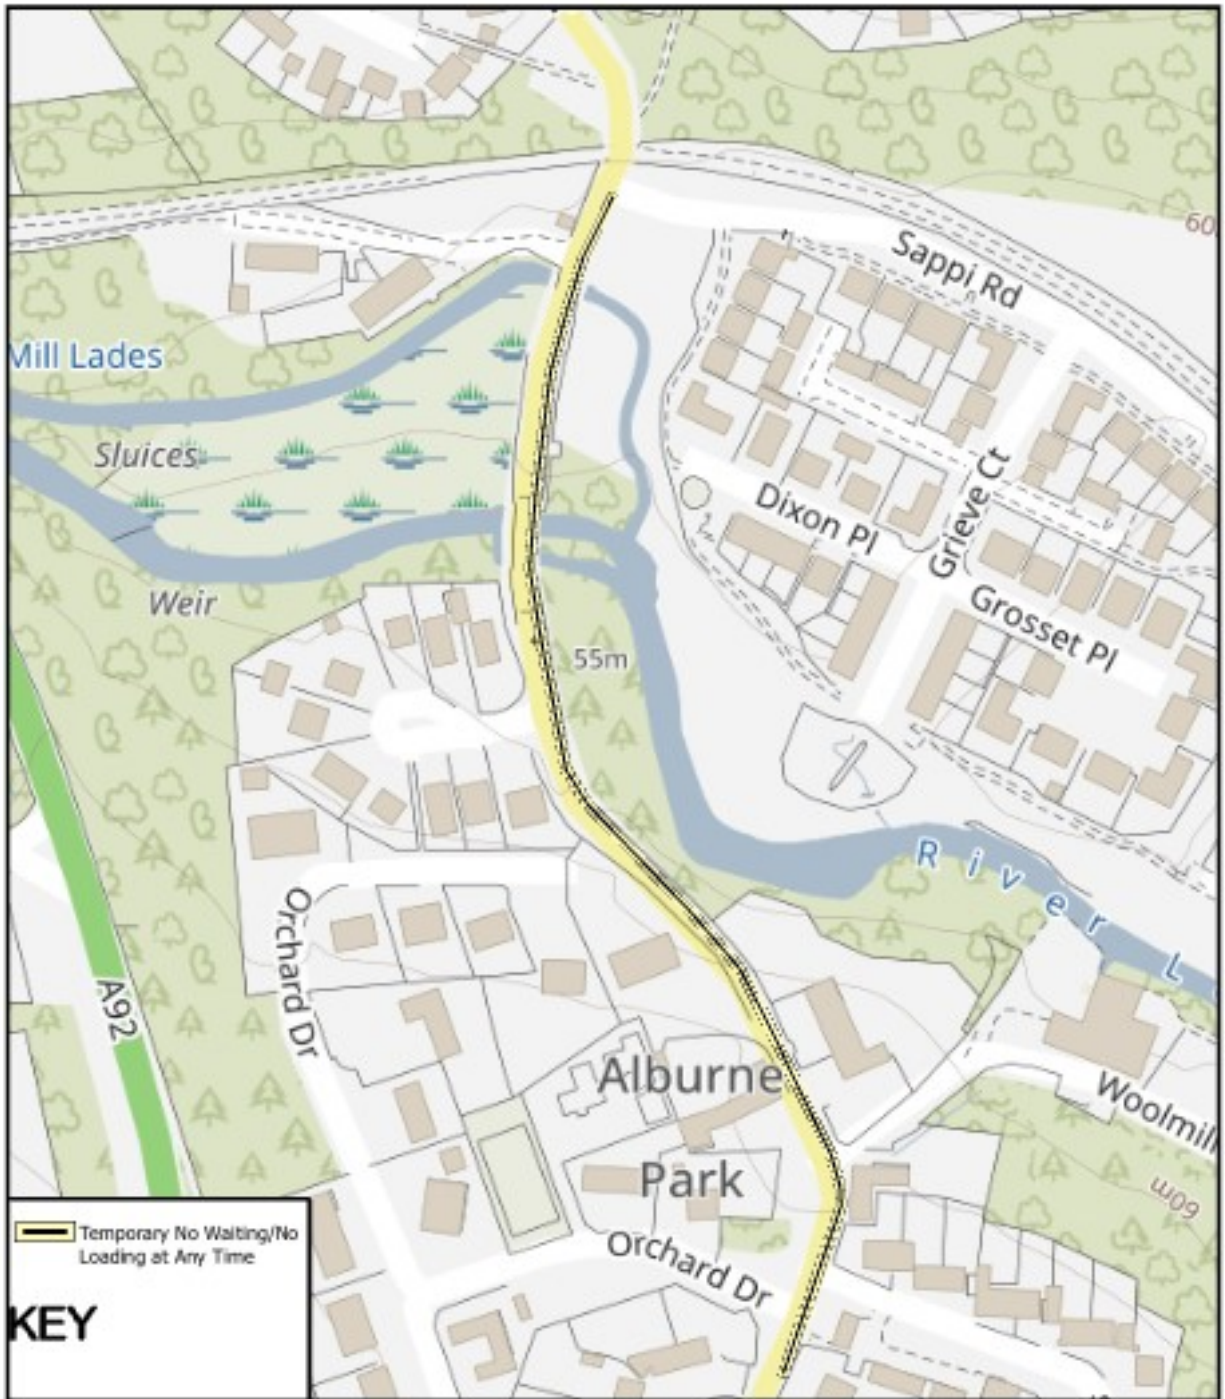 60
Sappi Rd
Mill Lades
Sluices
Dixon Pl
Grieve Ct
Weir
Grosset Pl
55m
River L
Orchard Dr
A92
Alburne
Woolmill
Park
60m
Orchard Dr
Temporary No Waiting/No
Loading at Any Time
KEY